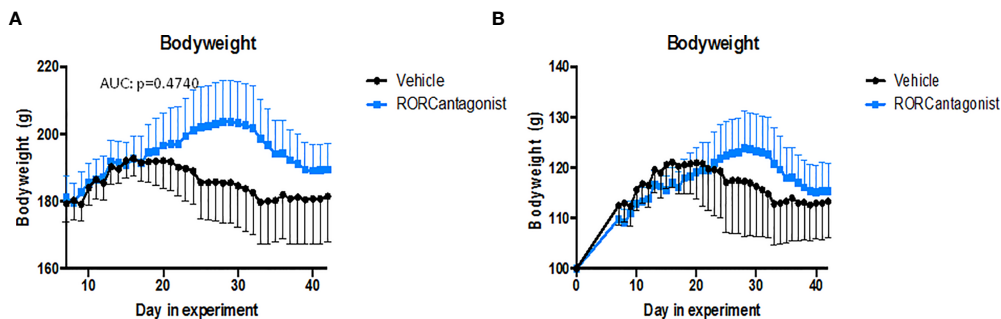 A
Bodyweight
Bodyweight (g)
220
200
180
160
AUC: p=0.4740
10
20
30
40
Day in experiment
Vehicle
RORCantagonist
B
Bodyweight
Bodyweight (g)
140
130
120
110
100
0
10
20
30
40
Day in experiment
Vehicle
RORCantagonist